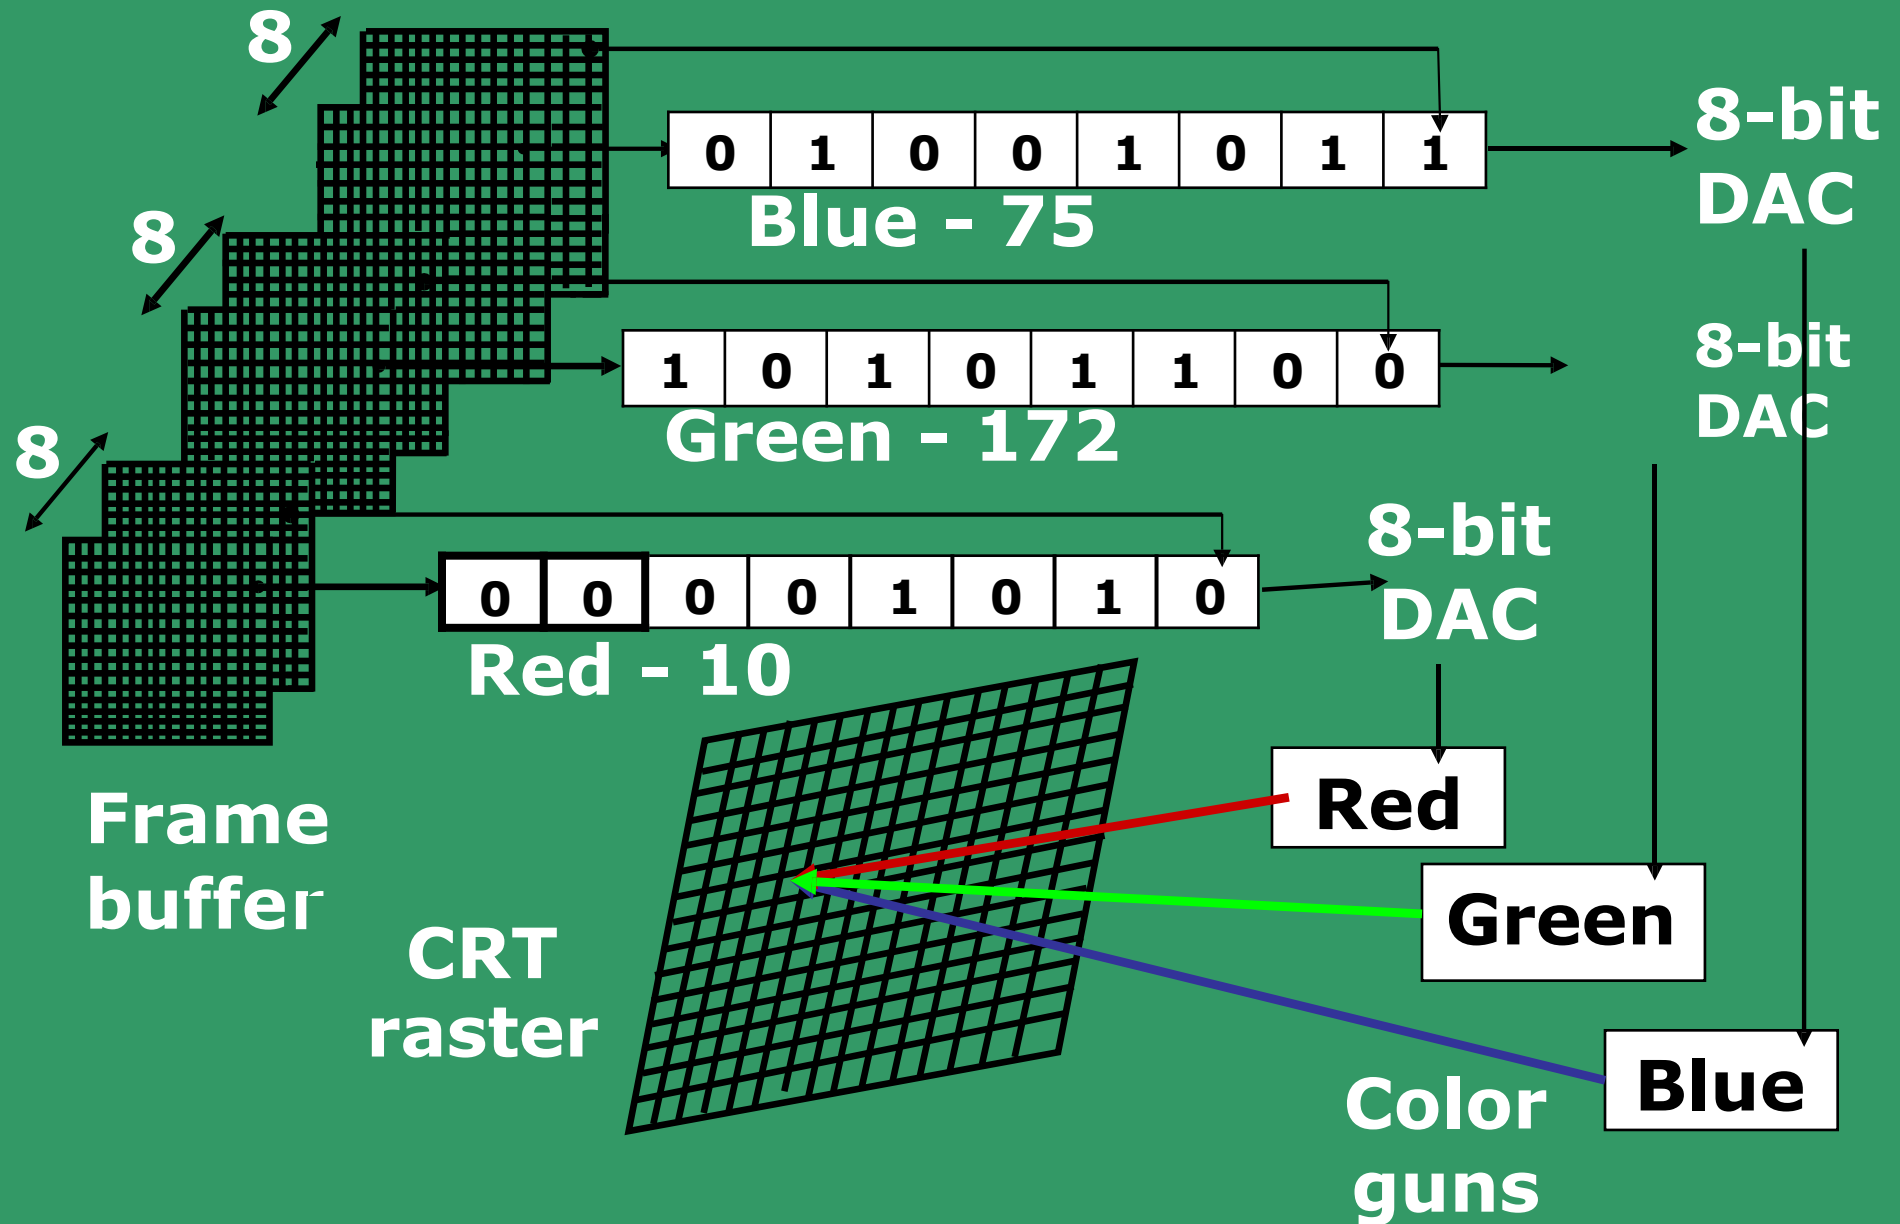 8
0 1 0 0 1 0 1 1
8-bit
DAC
Blue - 75
8
1 0 1 0 1 1 0 0
8-bit
DAC
Green - 172
8
0 0 0 0 1 0 1 0
8-bit
DAC
Red - 10
Red
Frame
buffer
Green
CRT
raster
Blue
Color
guns